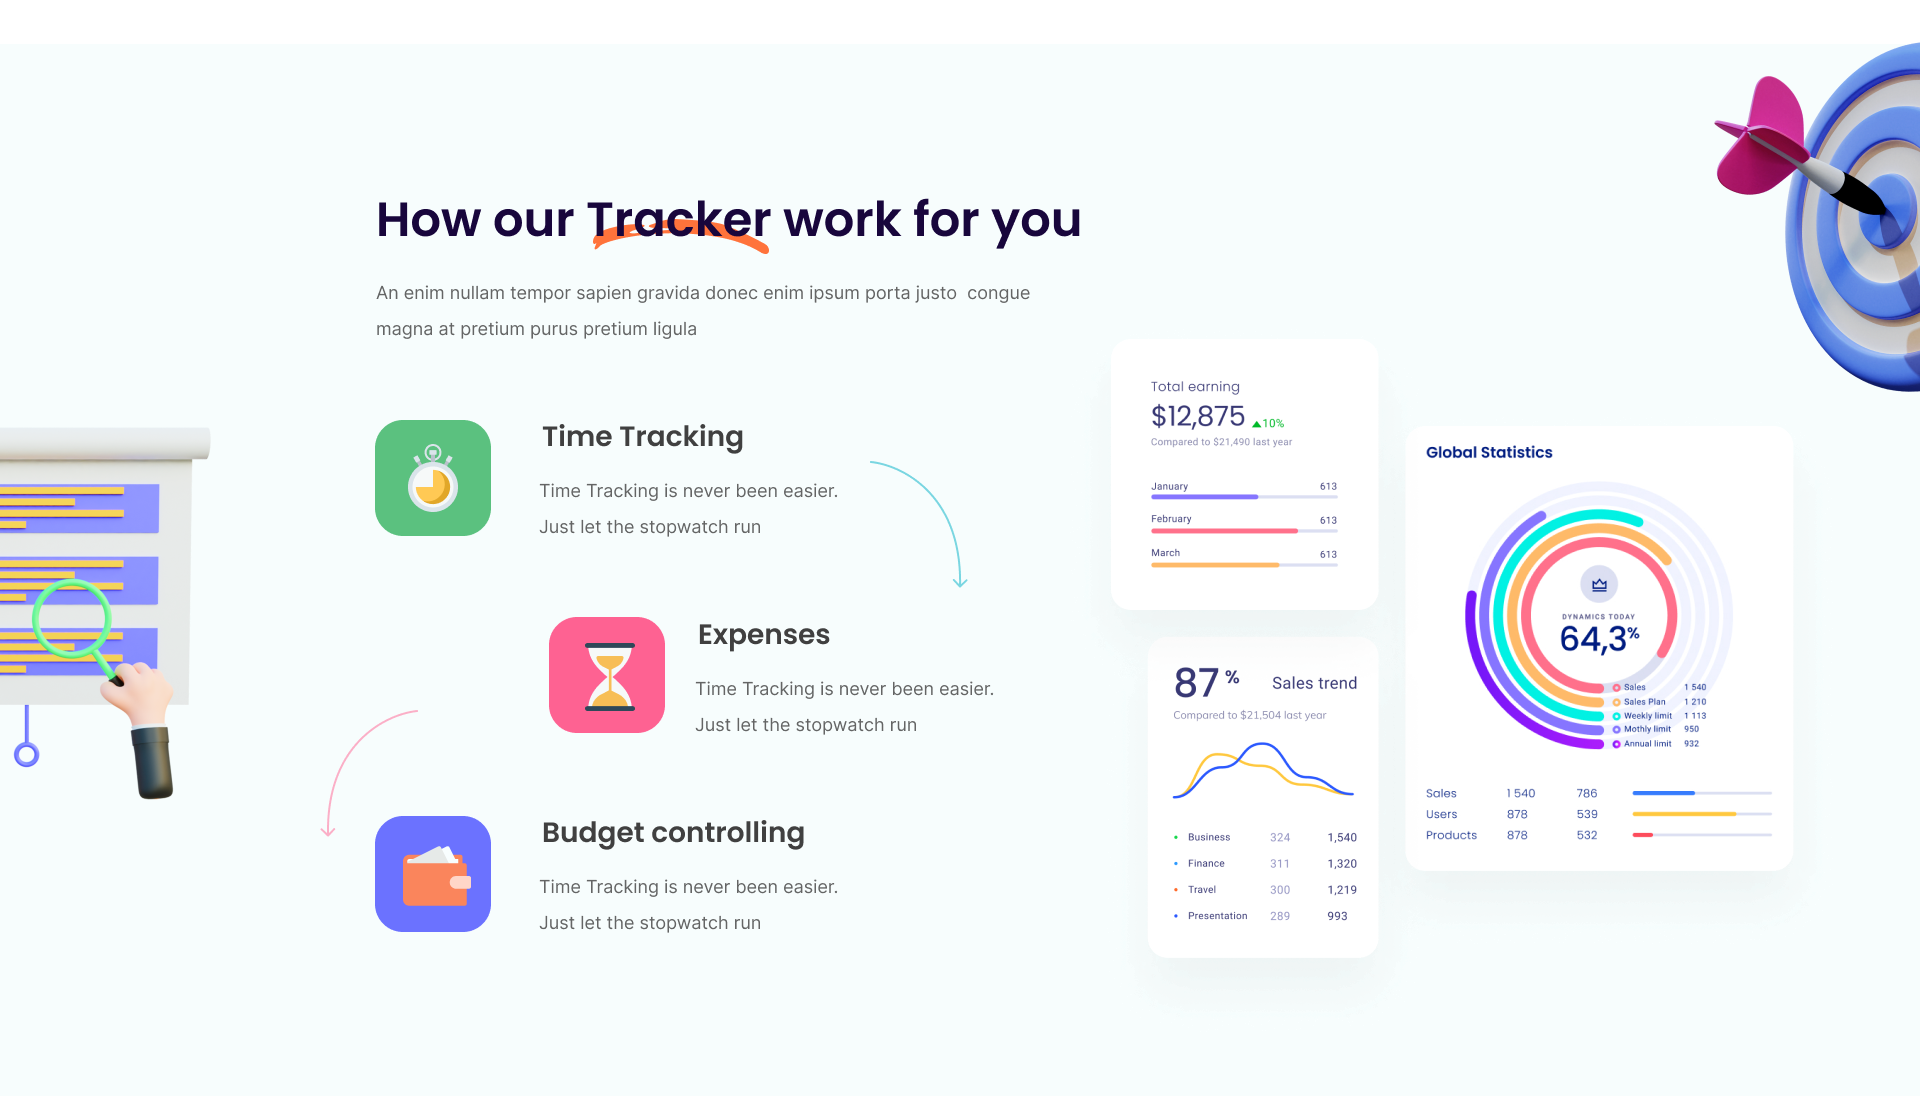 How our Tracker work for you
An enim nullam tempor sapien gravida donec enim ipsum porta justo congue
magna at pretium purus pretium ligula
Time Tracking
Time Tracking is never been easier.
Just let the stopwatch run
Expenses
Time Tracking is never been easier.
Just let the stopwatch run
Budget controlling
Time Tracking is never been easier.
Just let the stopwatch run
Total earning
$12,875 10%
Compared to $21,490 last year
January 613
February 613
March 613
87 % Sales trend
Compared to $21,504 last year
Business 324 1,540
Finance 311 1,320
Travel 300 1,219
Presentation 289 993
Global Statistics
DYNAMICS TODAY
64,3%
Sales 1 540
Sales Plan 1 210
Weekly limit 1 113
Mothly limit 950
Annual limit 932
Sales 1 540 786
Users 878 539
Products 878 532